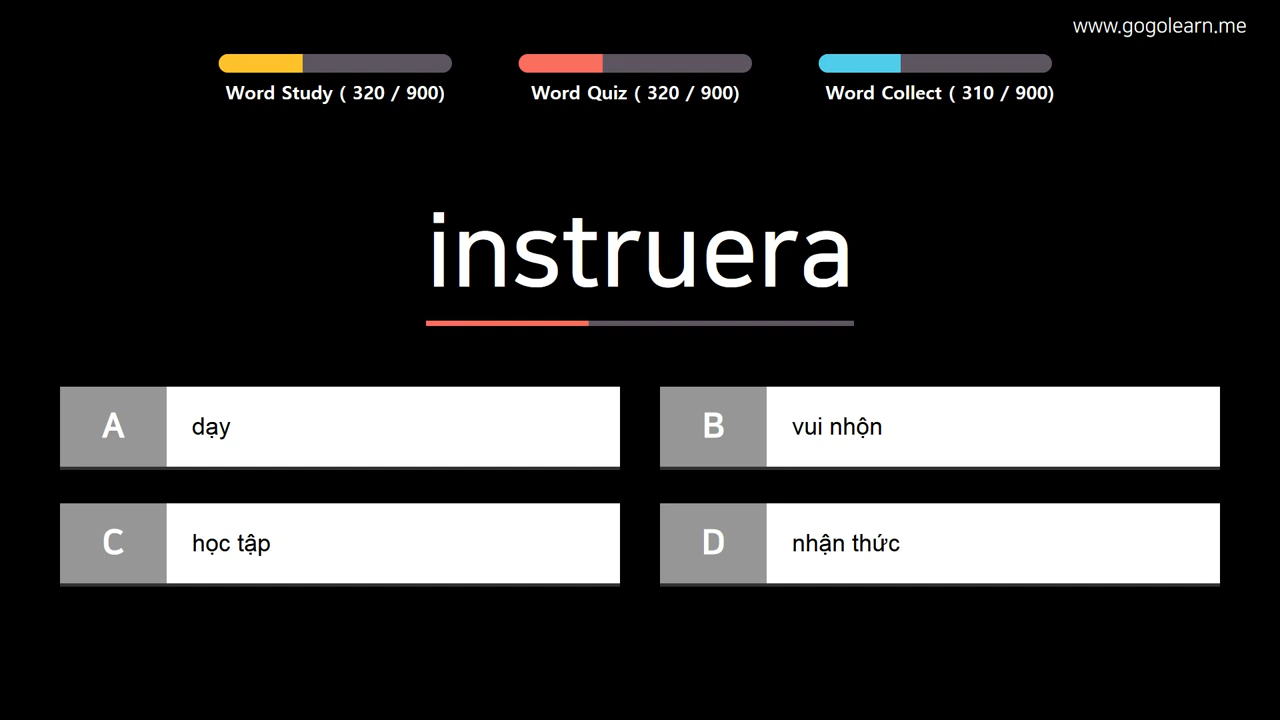 www.gogolearn.me
Word Study ( 320 / 900)
Word Quiz ( 320 / 900)
Word Collect ( 310 / 900)
instruera
A
dạy
B
vui nhộn
C
học tập
D
nhận thức